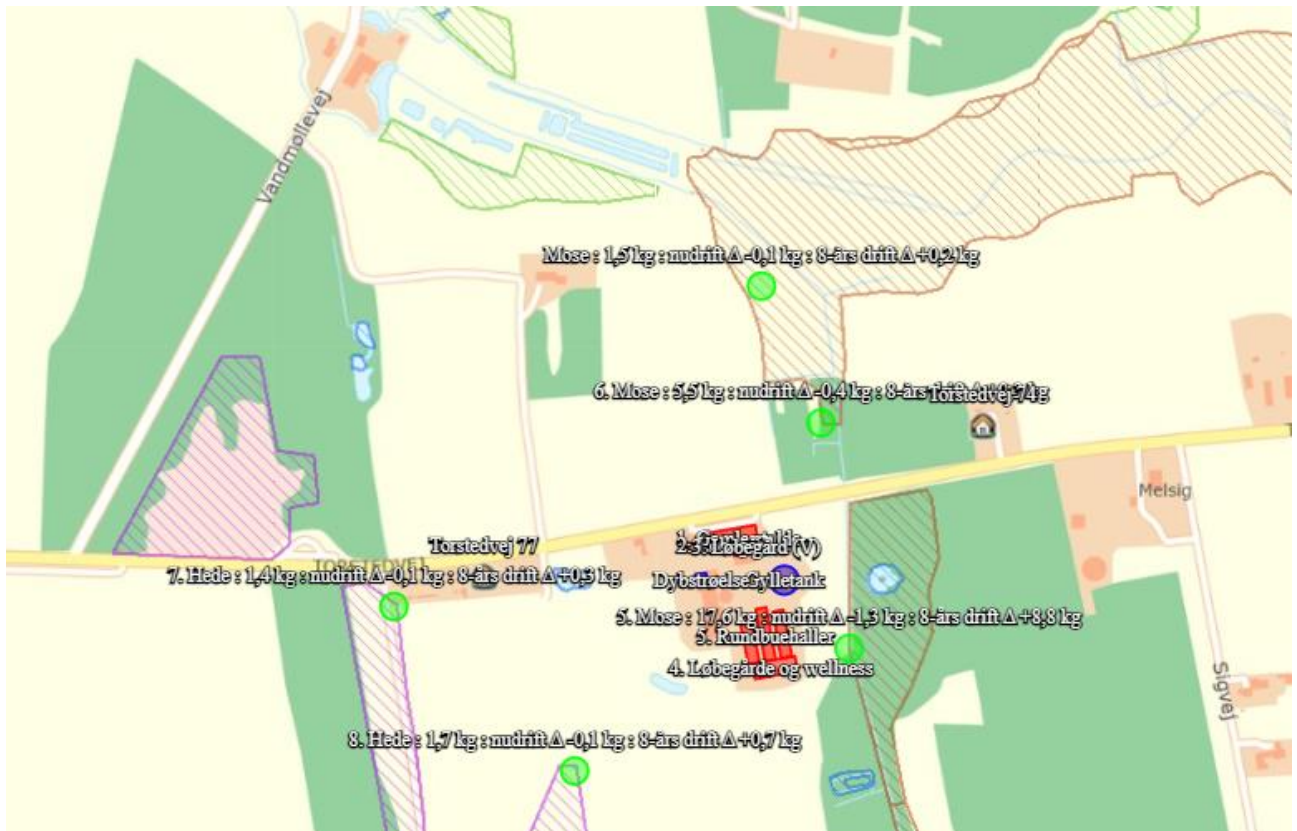 Vandmøllevej
Mose : 1,5 kg : nudrift Δ -0,1 kg : 8-års drift Δ +0,2 kg
6. Mose : 5,5 kg : nudrift Δ -0,4 kg : 8-års
Torstedvej 74
kg
Melsig
Torstedvej 77
3. Løbegård (V)
TORSTEDVEJ
7. Hede : 1,4 kg : nudrift Δ -0,1 kg : 8-års drift Δ +0,3 kg
Dybstrøelse
Gylletank
5. Mose : 17,6 kg : nudrift Δ -1,3 kg : 8-års drift Δ +8,8 kg
5. Rundbuehaller
4. Løbegårde og wellness
Sigvej
8. Hede : 1,7 kg : nudrift Δ -0,1 kg : 8-års drift Δ +0,7 kg